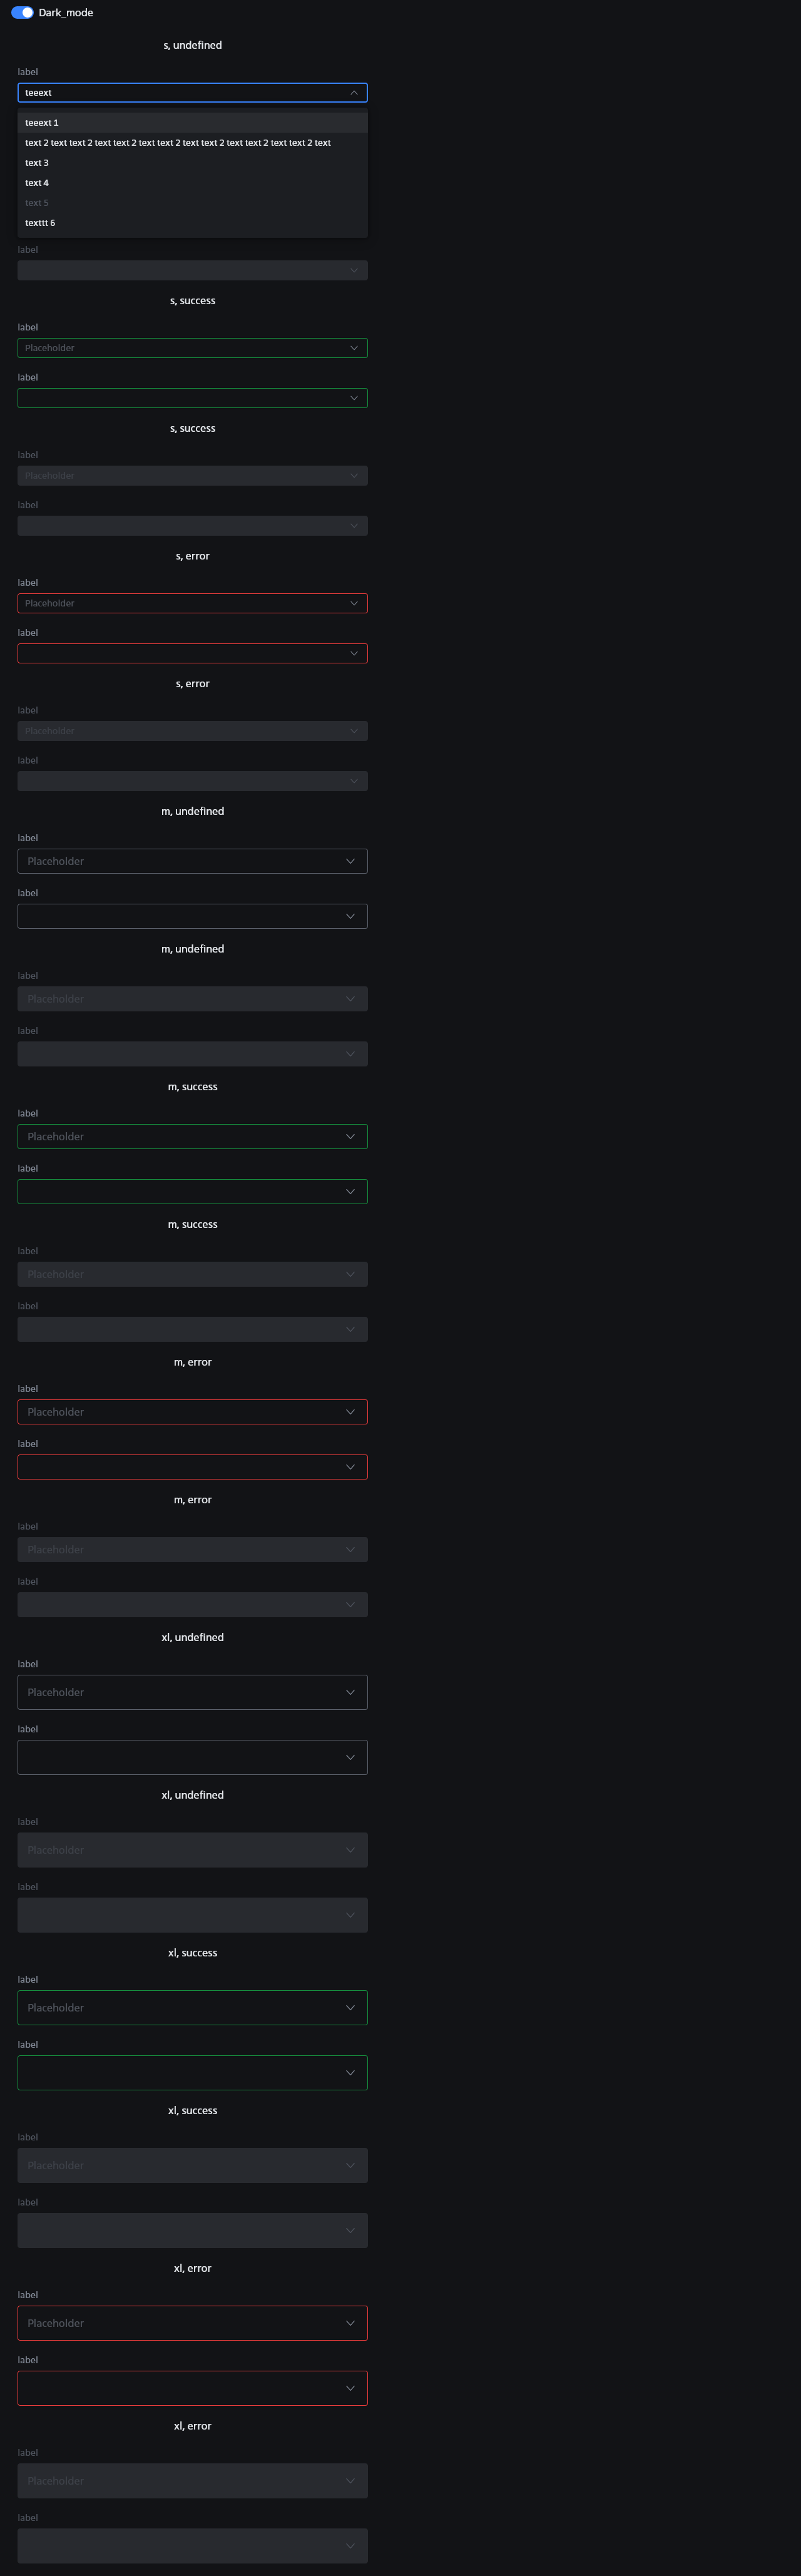 Dark_mode
s, undefined
label
teeext
teeext 1
text 2 text text 2 text text 2 text text 2 text text 2 text text 2 text text 2 text
text 3
text 4
text 5
texttt 6
label
s, success
label
Placeholder
label
s, success
label
Placeholder
label
s, error
label
Placeholder
label
s, error
label
Placeholder
label
m, undefined
label
Placeholder
label
m, undefined
label
Placeholder
label
m, success
label
Placeholder
label
m, success
label
Placeholder
label
m, error
label
Placeholder
label
m, error
label
Placeholder
label
xl, undefined
label
Placeholder
label
xl, undefined
label
Placeholder
label
xl, success
label
Placeholder
label
xl, success
label
Placeholder
label
xl, error
label
Placeholder
label
xl, error
label
Placeholder
label